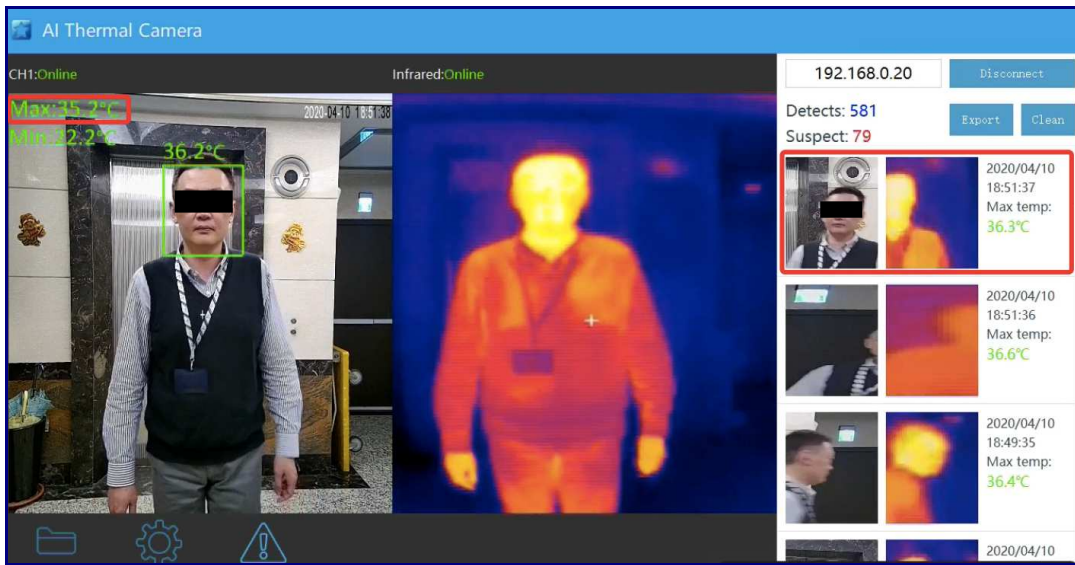 AI Thermal Camera
CH1:Online
Infrared:Online
192.168.0.20
Disconnect
Max:35.2°C
2020-04-10 18:51:38
Min:22.2°C
36.2°C
Detects: 581
Suspect: 79
Export
Clean
2020/04/10
18:51:37
Max temp:
36.3°C
2020/04/10
18:51:36
Max temp:
36.6°C
2020/04/10
18:49:35
Max temp:
36.4°C
2020/04/10